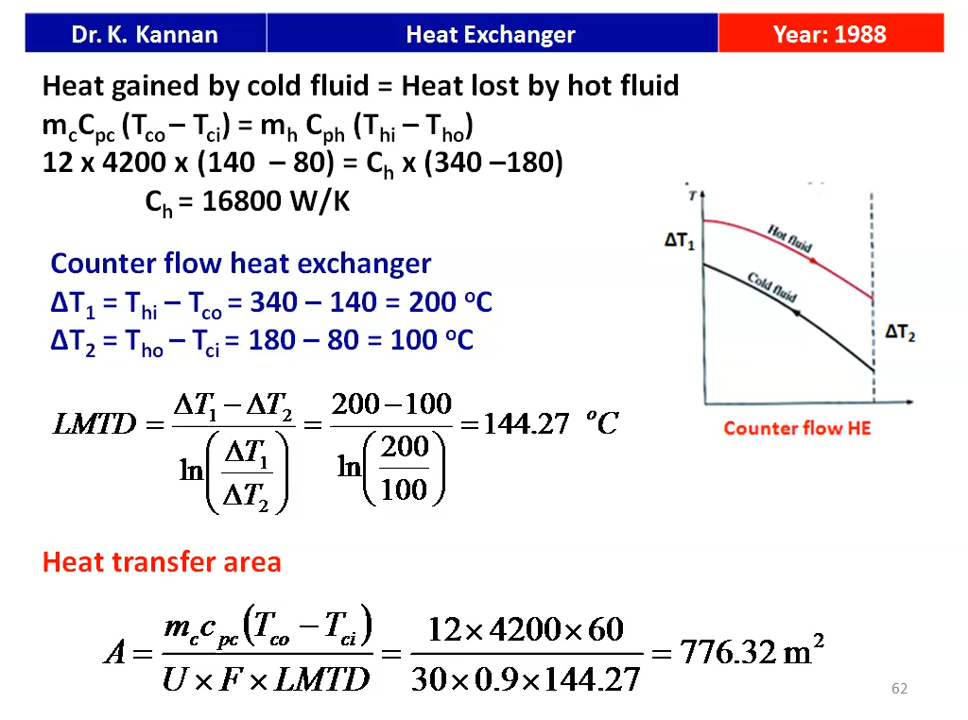 Dr. K. Kannan Heat Exchanger Year: 1988
Heat gained by cold fluid = Heat lost by hot fluid
m_cC_pc (T_co – T_ci) = m_h C_ph (T_hi – T_ho)
12 x 4200 x (140 – 80) = C_h x (340 –180)
C_h = 16800 W/K
T
ΔT_1
Hot fluid
Cold fluid
ΔT_2
Counter flow HE
Counter flow heat exchanger
ΔT_1 = T_hi – T_co = 340 – 140 = 200 °C
ΔT_2 = T_ho – T_ci = 180 – 80 = 100 °C
LMTD = (ΔT_1 − ΔT_2) / ln(ΔT_1 / ΔT_2) = (200 − 100) / ln(200 / 100) = 144.27 °C
Heat transfer area
A = m_c c_pc (T_co − T_ci) / (U × F × LMTD) = (12 × 4200 × 60) / (30 × 0.9 × 144.27) = 776.32 m²
62